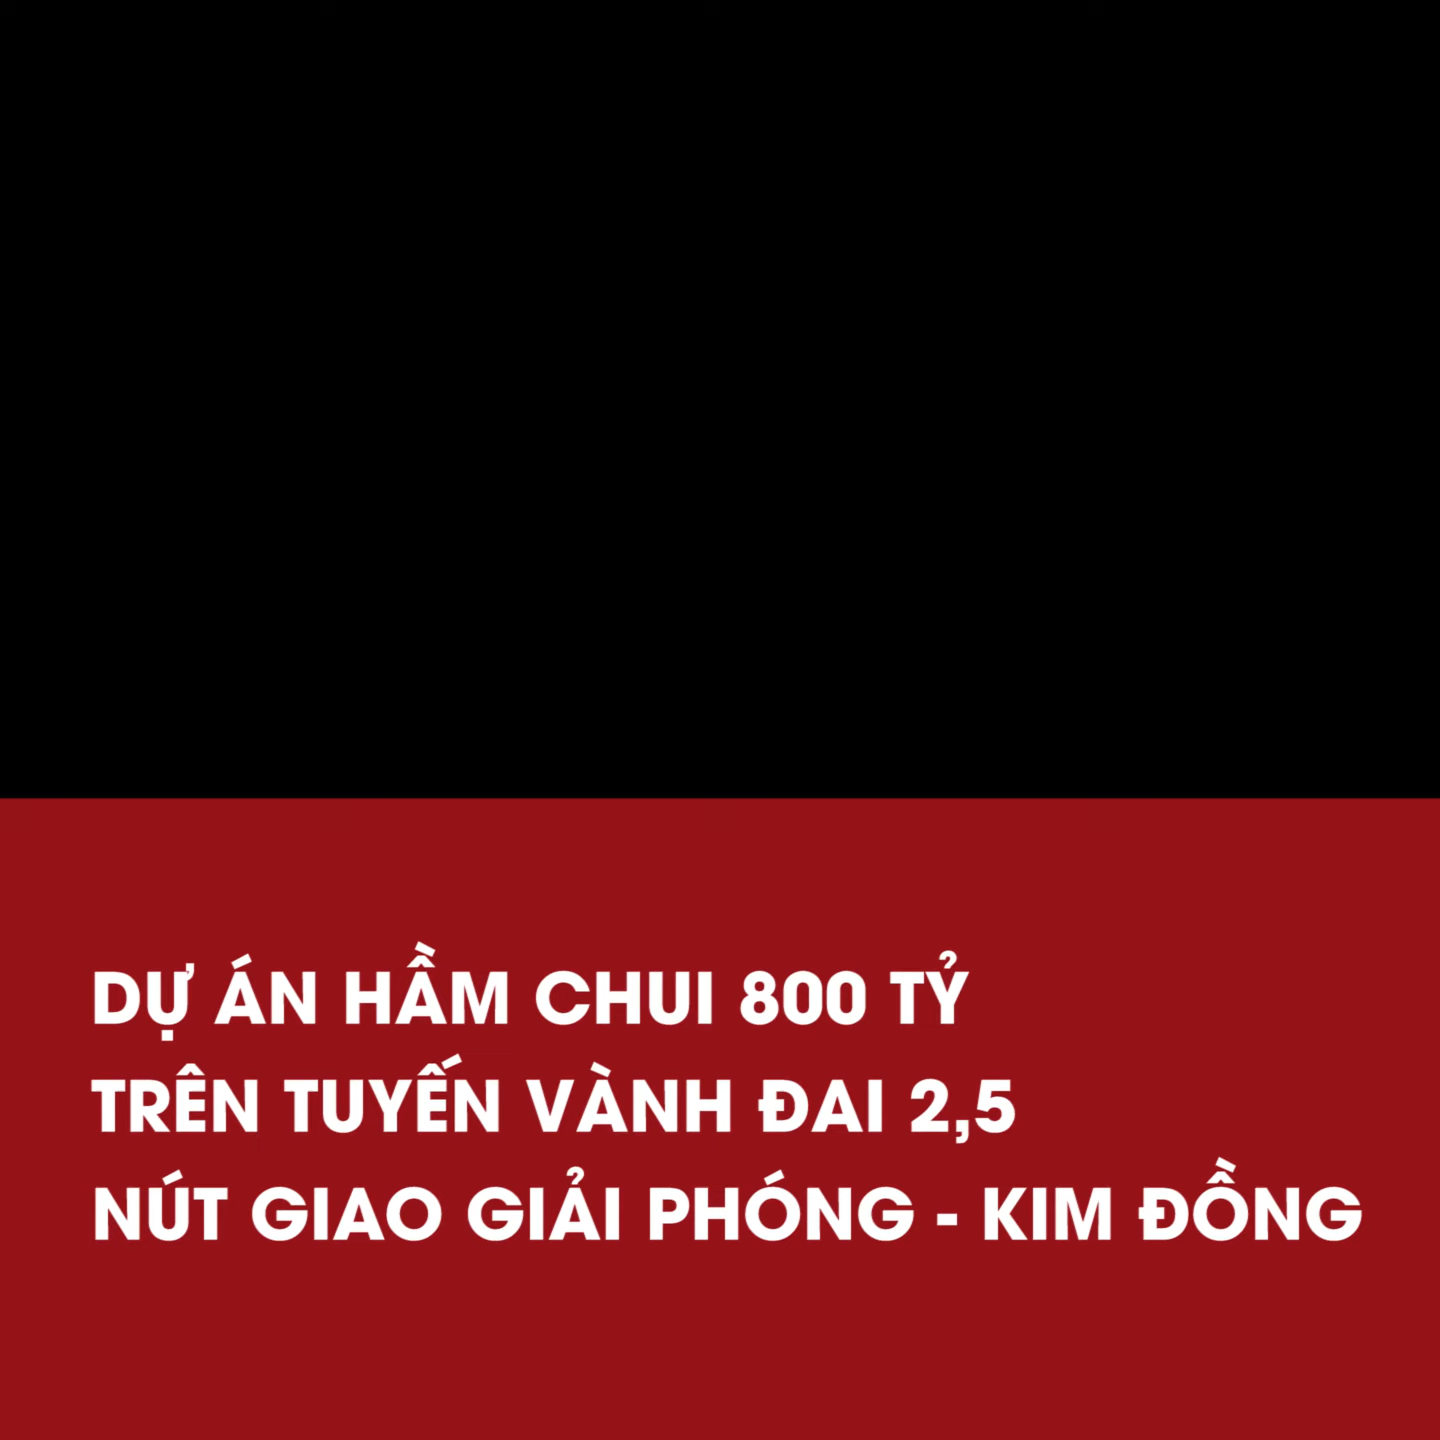 DỰ ÁN HẦM CHUI 800 TỶ
TRÊN TUYẾN VÀNH ĐAI 2,5
NÚT GIAO GIẢI PHÓNG - KIM ĐỒNG